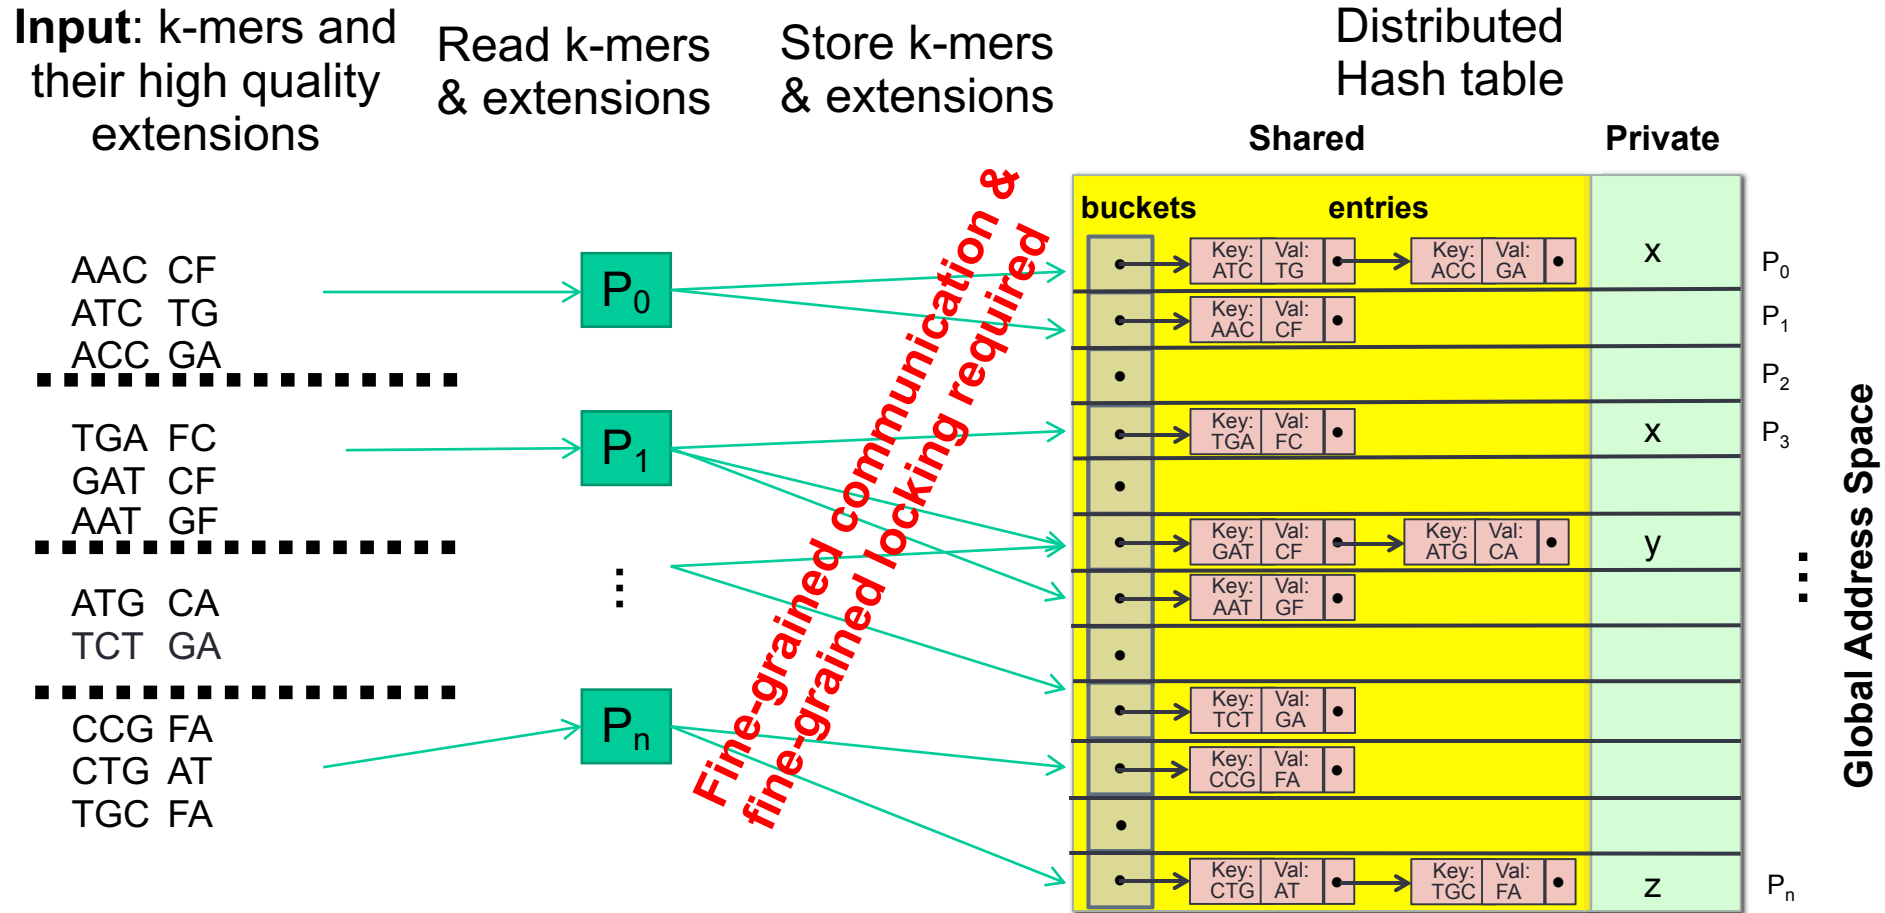 Input: k-mers and
their high quality
extensions
Read k-mers
& extensions
Store k-mers
& extensions
Distributed
Hash table
Shared
Private
buckets
entries
AAC CF
ATC TG
ACC GA
TGA FC
GAT CF
AAT GF
ATG CA
TCT GA
CCG FA
CTG AT
TGC FA
P0
P1
⋮
Pn
Fine-grained communication &
fine-grained locking required
Key: Val: Key: Val:
ATC TG ACC GA
x
P0
Key: Val:
AAC CF
P1
P2
Key: Val:
TGA FC
x
P3
Key: Val: Key: Val:
GAT CF ATG CA
y
Key: Val:
AAT GF
⋮
Key: Val:
TCT GA
Key: Val:
CCG FA
Key: Val: Key: Val:
CTG AT TGC FA
z
Pn
Global Address Space